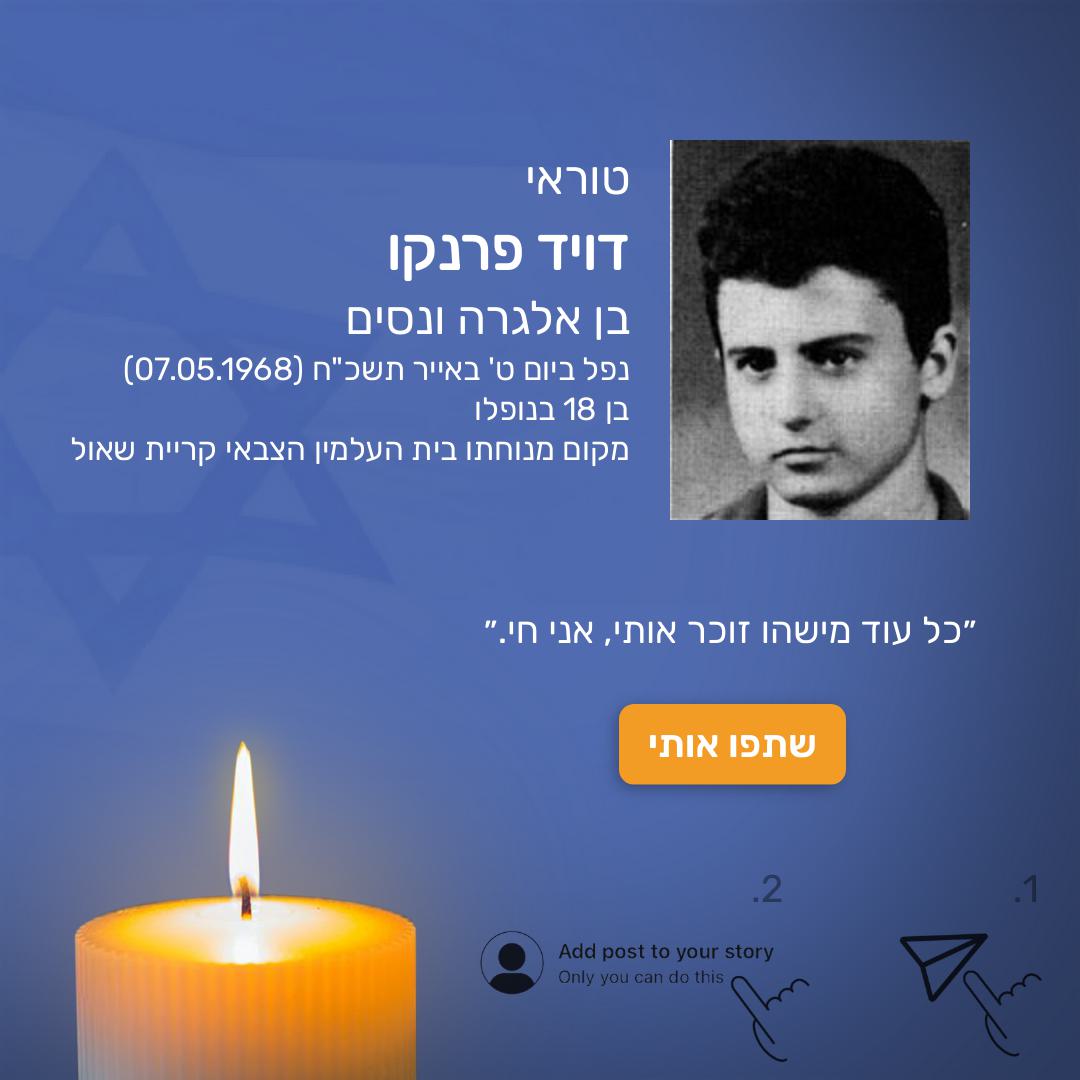 טוראי
דויד פרנקו
בן אלגרה ונסים
נפל ביום ט' באייר תשכ"ח (07.05.1968)
בן 18 בנופלו
מקום מנוחתו בית העלמין הצבאי קריית שאול
״כל עוד מישהו זוכר אותי, אני חי.״
שתפו אותי
.1
.2
Add post to your story
Only you can do this